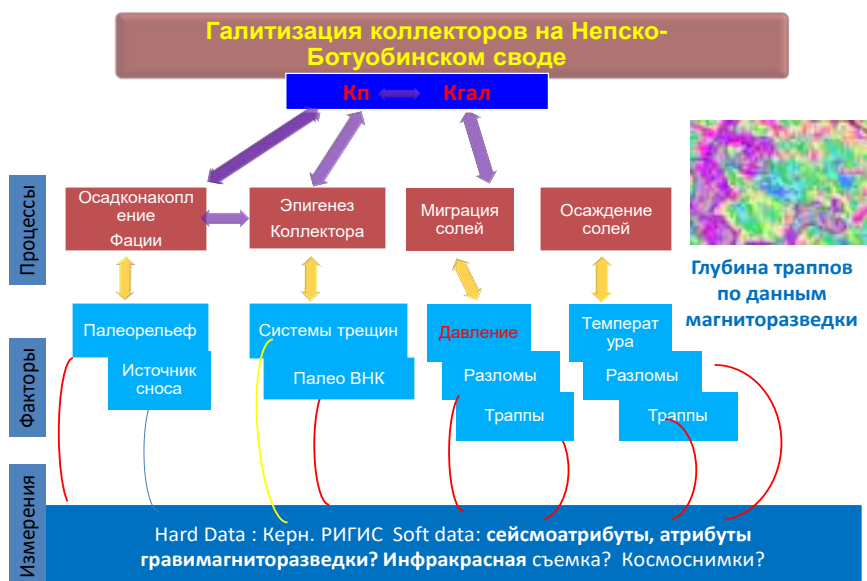 Галитизация коллекторов на Непско-
Ботуобинском своде
Кп Кгал
Процессы
Осадконакопл
ение
Фации
Эпигенез
Коллектора
Миграция
солей
Осаждение
солей
Глубина траппов
по данным
магниторазведки
Факторы
Палеорельеф
Источник
сноса
Системы трещин
Палео ВНК
Давление
Разломы
Траппы
Температ
ура
Разломы
Траппы
Измерения
Hard Data : Керн. РИГИС Soft data: сейсмоатрибуты, атрибуты
гравимагниторазведки? Инфракрасная съемка? Космоснимки?